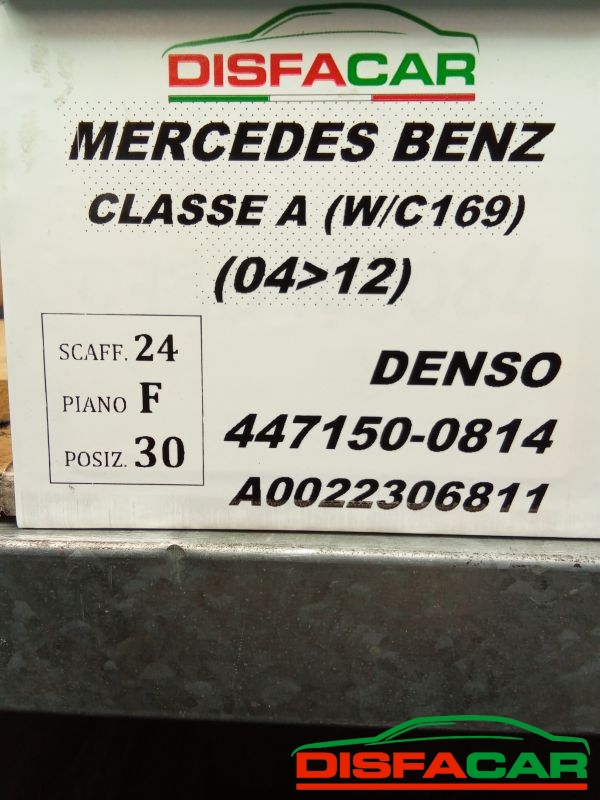 DISFACAR
MERCEDES BENZ
CLASSE A (W/C169)
(04>12)
SCAFF. 24
PIANO F
POSIZ. 30
DENSO
447150-0814
A0022306811
DISFACAR